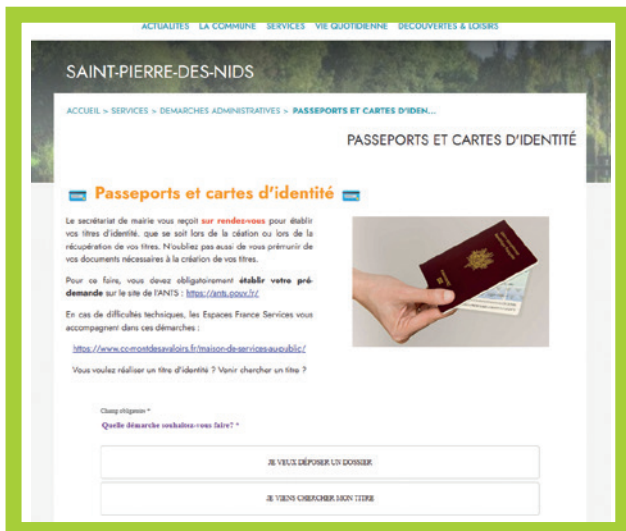 ACTUALITÉS LA COMMUNE SERVICES VIE QUOTIDIENNE DÉCOUVERTES & LOISIRS
SAINT-PIERRE-DES-NIDS
ACCUEIL > SERVICES > DEMARCHES ADMINISTRATIVES > PASSEPORTS ET CARTES D'IDEN...
PASSEPORTS ET CARTES D'IDENTITÉ
Passeports et cartes d'identité
Le secrétariat de mairie vous reçoit sur rendez-vous pour établir
vos titres d'identité, que se soit lors de la céation ou lors de la
récupération de vos titres. N'oubliez pas aussi de vous prémunir de
vos documents nécessaires à la création de vos titres.
Pour ce faire, vous devez obligatoirement établir votre pré-
demande sur le site de l'ANTS : https://ants.gouv.fr/
En cas de difficultés techniques, les Espaces France Services vous
accompagnent dans ces démarches :
https://www.cc-montdesavaloirs.fr/maison-de-services-au-public/
Vous voulez réaliser un titre d'identité ? Venir chercher un titre ?
Champ obligatoire *
Quelle démarche souhaitez-vous faire? *
JE VEUX DÉPOSER UN DOSSIER
JE VIENS CHERCHER MON TITRE